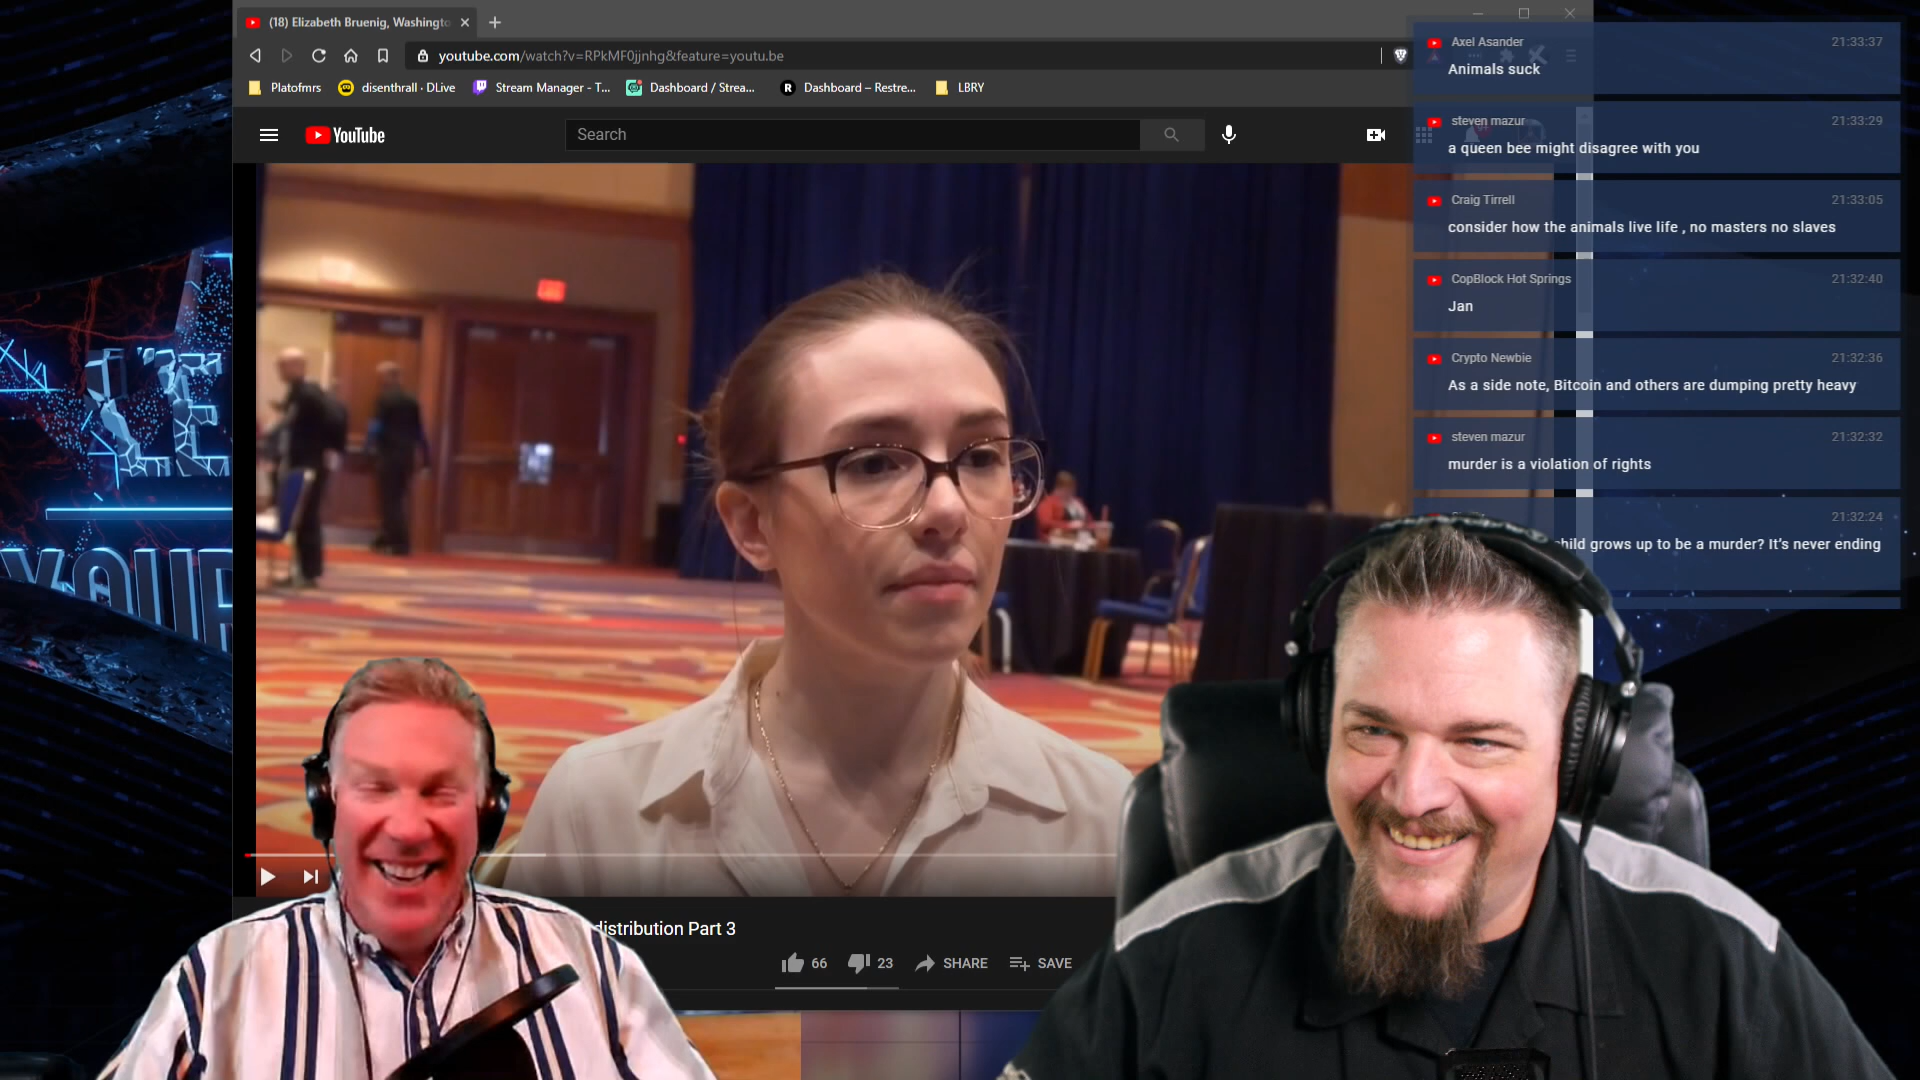 (18) Elizabeth Bruenig, Washingto
youtube.com/watch?v=RPkMF0jjnhg&feature=youtu.be
Platofmrs
disenthrall · DLive
Stream Manager - T...
Dashboard / Strea...
Dashboard – Restre...
LBRY
YouTube
Search
Axel Asander 21:33:37
Animals suck
steven mazur 21:33:29
a queen bee might disagree with you
Craig Tirrell 21:33:05
consider how the animals live life , no masters no slaves
CopBlock Hot Springs 21:32:40
Jan
Crypto Newbie 21:32:36
As a side note, Bitcoin and others are dumping pretty heavy
steven mazur 21:32:32
murder is a violation of rights
21:32:24
grows up to be a murder? It's never ending
YOUR
Part 3
66
23
SHARE
SAVE